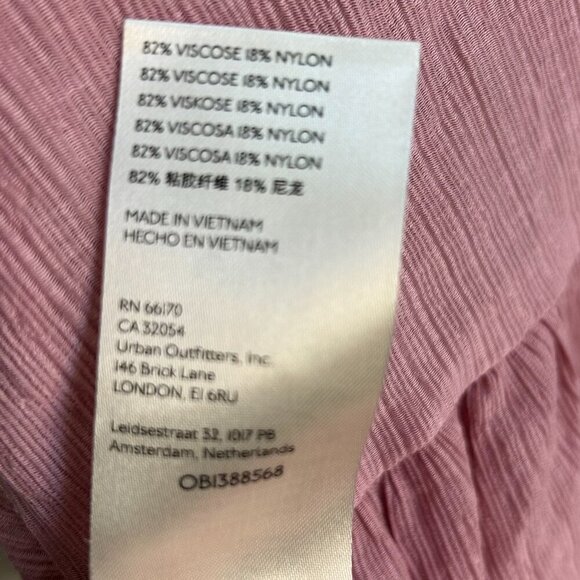 82% VISCOSE 18% NYLON
82% VISCOSE 18% NYLON
82% VISKOSE 18% NYLON
82% VISCOSA 18% NYLON
82% VISCOSA 18% NYLON
82% 粘胶纤维 18% 尼龙
MADE IN VIETNAM
HECHO EN VIETNAM
RN 66170
CA 32054
Urban Outfitters, Inc.
146 Brick Lane
LONDON, E1 6RU
Leidsestraat 32, 1017 PB
Amsterdam, Netherlands
OB1388568